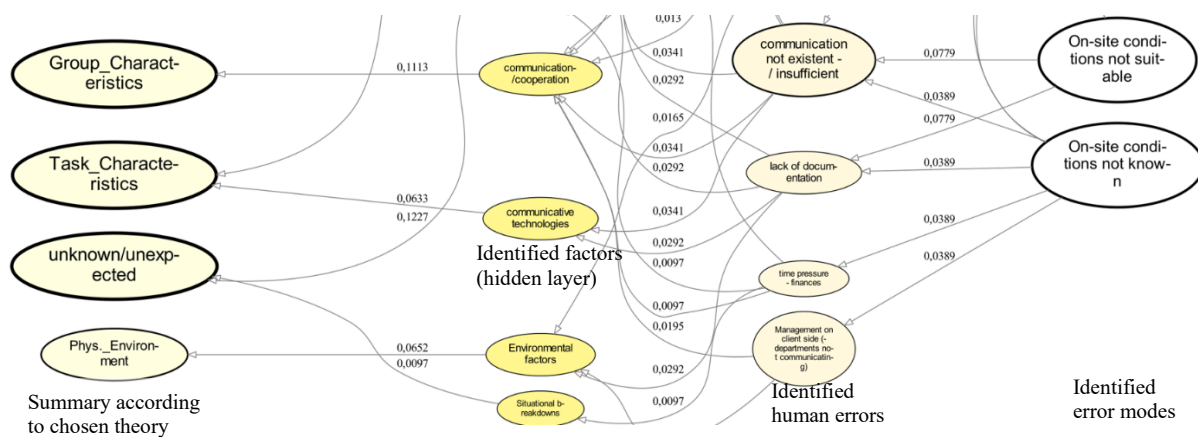 Group_Charact-
eristics
Task_Characte-
ristics
unknown/unexp-
ected
Phys._Environ-
ment
Summary according
to chosen theory
0,1113
0,0633
0,1227
0,0652
0,0097
communication-
/cooperation
communicative
technologies
Identified factors
(hidden layer)
Environmental
factors
Situational b-
reakdowns
0,013
0,0341
0,0292
0,0165
0,0341
0,0292
0,0341
0,0292
0,0097
0,0097
0,0195
0,0292
0,0097
communication
not existent -
/ insufficient
lack of docum-
entation
time pressure
- finances
Management on
client side (-
departments no-
t communicatin-
g)
Identified
human errors
0,0779
0,0389
0,0779
0,0389
0,0389
0,0389
On-site condi-
tions not suit-
able
On-site condi-
tions not know-
n
Identified
error modes